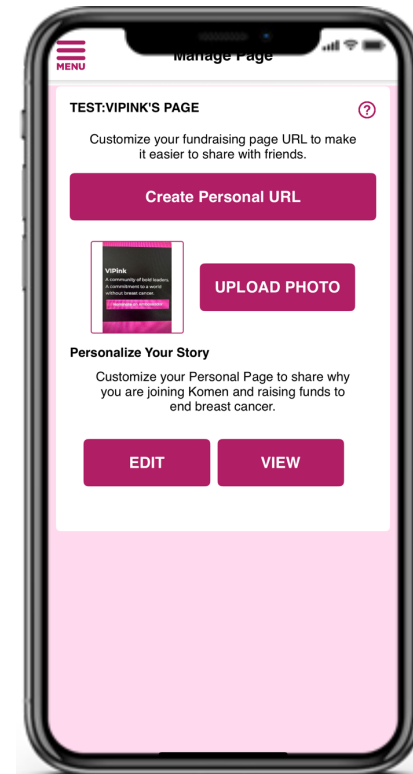 Manage Page
MENU
TEST:VIPINK'S PAGE
?
Customize your fundraising page URL to make
it easier to share with friends.
Create Personal URL
VIPink
A community of bold leaders.
A commitment to a world
without breast cancer.
UPLOAD PHOTO
Personalize Your Story
Customize your Personal Page to share why
you are joining Komen and raising funds to
end breast cancer.
EDIT
VIEW